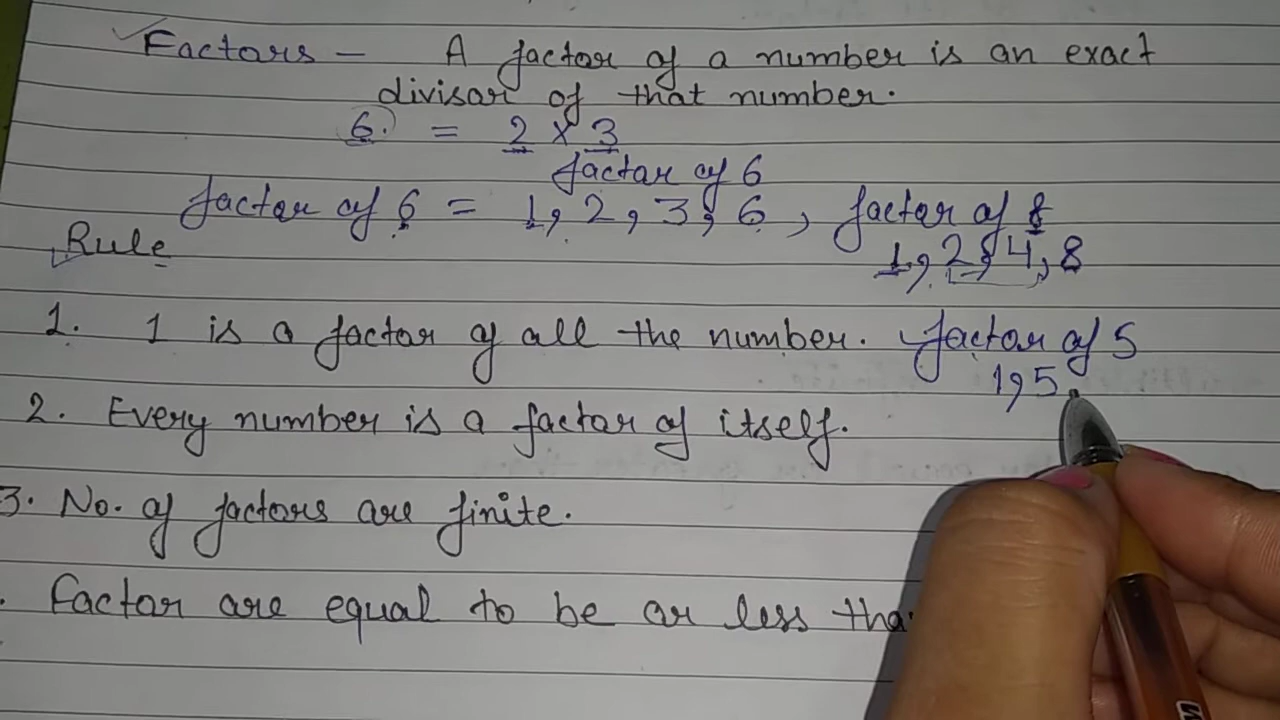 Factors - A factor of a number is an exact
divisor of that number.
6. = 2 x 3
factor of 6
factor of 6 = 1, 2, 3, 6, factor of 8
1, 2, 4, 8
Rule
1. 1 is a factor of all the number. factor of 5
1, 5.
2. Every number is a factor of itself.
3. No. of factors are finite.
. Factor are equal to be or less